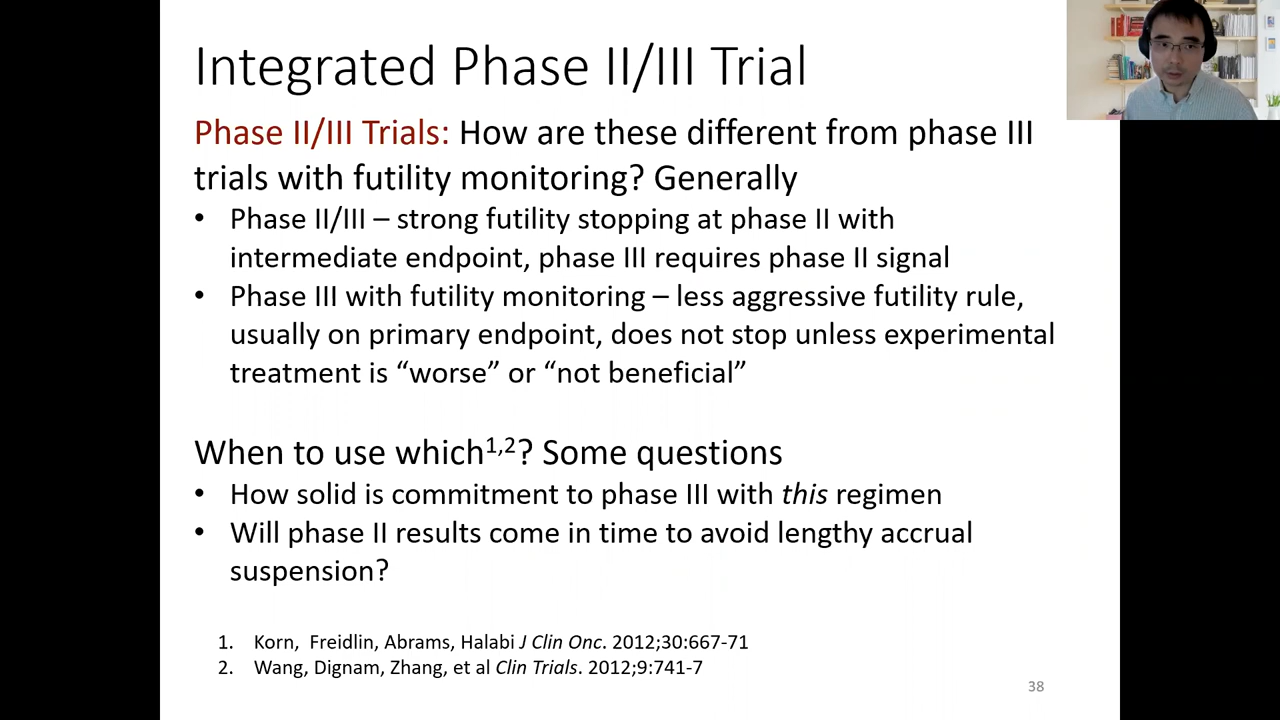 Integrated Phase II/III Trial
Phase II/III Trials: How are these different from phase III
trials with futility monitoring? Generally
• Phase II/III – strong futility stopping at phase II with
intermediate endpoint, phase III requires phase II signal
• Phase III with futility monitoring – less aggressive futility rule,
usually on primary endpoint, does not stop unless experimental
treatment is “worse” or “not beneficial”
When to use which1,2? Some questions
• How solid is commitment to phase III with this regimen
• Will phase II results come in time to avoid lengthy accrual
suspension?
1. Korn, Freidlin, Abrams, Halabi J Clin Onc. 2012;30:667-71
2. Wang, Dignam, Zhang, et al Clin Trials. 2012;9:741-7
38